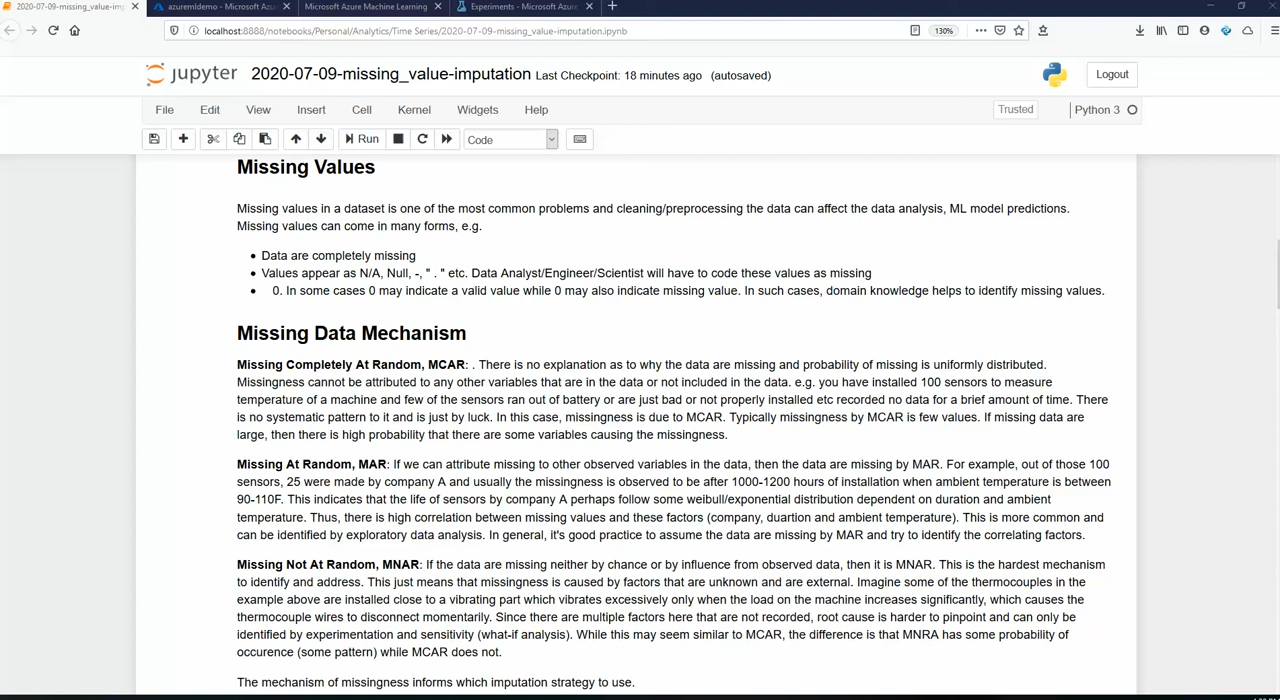 2020-07-09-missing_value-imp
azuremldemo - Microsoft Azu
Microsoft Azure Machine Learning
Experiments - Microsoft Azure
localhost:8888/notebooks/Personal/Analytics/Time Series/2020-07-09-missing_value-imputation.ipynb
130%
jupyter 2020-07-09-missing_value-imputation Last Checkpoint: 18 minutes ago (autosaved)
Logout
File Edit View Insert Cell Kernel Widgets Help
Trusted
Python 3
Run
Code
Missing Values
Missing values in a dataset is one of the most common problems and cleaning/preprocessing the data can affect the data analysis, ML model predictions.
Missing values can come in many forms, e.g.
• Data are completely missing
• Values appear as N/A, Null, -, " . " etc. Data Analyst/Engineer/Scientist will have to code these values as missing
• 0. In some cases 0 may indicate a valid value while 0 may also indicate missing value. In such cases, domain knowledge helps to identify missing values.
Missing Data Mechanism
Missing Completely At Random, MCAR: . There is no explanation as to why the data are missing and probability of missing is uniformly distributed.
Missingness cannot be attributed to any other variables that are in the data or not included in the data. e.g. you have installed 100 sensors to measure
temperature of a machine and few of the sensors ran out of battery or are just bad or not properly installed etc recorded no data for a brief amount of time. There
is no systematic pattern to it and is just by luck. In this case, missingness is due to MCAR. Typically missingness by MCAR is few values. If missing data are
large, then there is high probability that there are some variables causing the missingness.
Missing At Random, MAR: If we can attribute missing to other observed variables in the data, then the data are missing by MAR. For example, out of those 100
sensors, 25 were made by company A and usually the missingness is observed to be after 1000-1200 hours of installation when ambient temperature is between
90-110F. This indicates that the life of sensors by company A perhaps follow some weibull/exponential distribution dependent on duration and ambient
temperature. Thus, there is high correlation between missing values and these factors (company, duartion and ambient temperature). This is more common and
can be identified by exploratory data analysis. In general, it's good practice to assume the data are missing by MAR and try to identify the correlating factors.
Missing Not At Random, MNAR: If the data are missing neither by chance or by influence from observed data, then it is MNAR. This is the hardest mechanism
to identify and address. This just means that missingness is caused by factors that are unknown and are external. Imagine some of the thermocouples in the
example above are installed close to a vibrating part which vibrates excessively only when the load on the machine increases significantly, which causes the
thermocouple wires to disconnect momentarily. Since there are multiple factors here that are not recorded, root cause is harder to pinpoint and can only be
identified by experimentation and sensitivity (what-if analysis). While this may seem similar to MCAR, the difference is that MNRA has some probability of
occurence (some pattern) while MCAR does not.
The mechanism of missingness informs which imputation strategy to use.